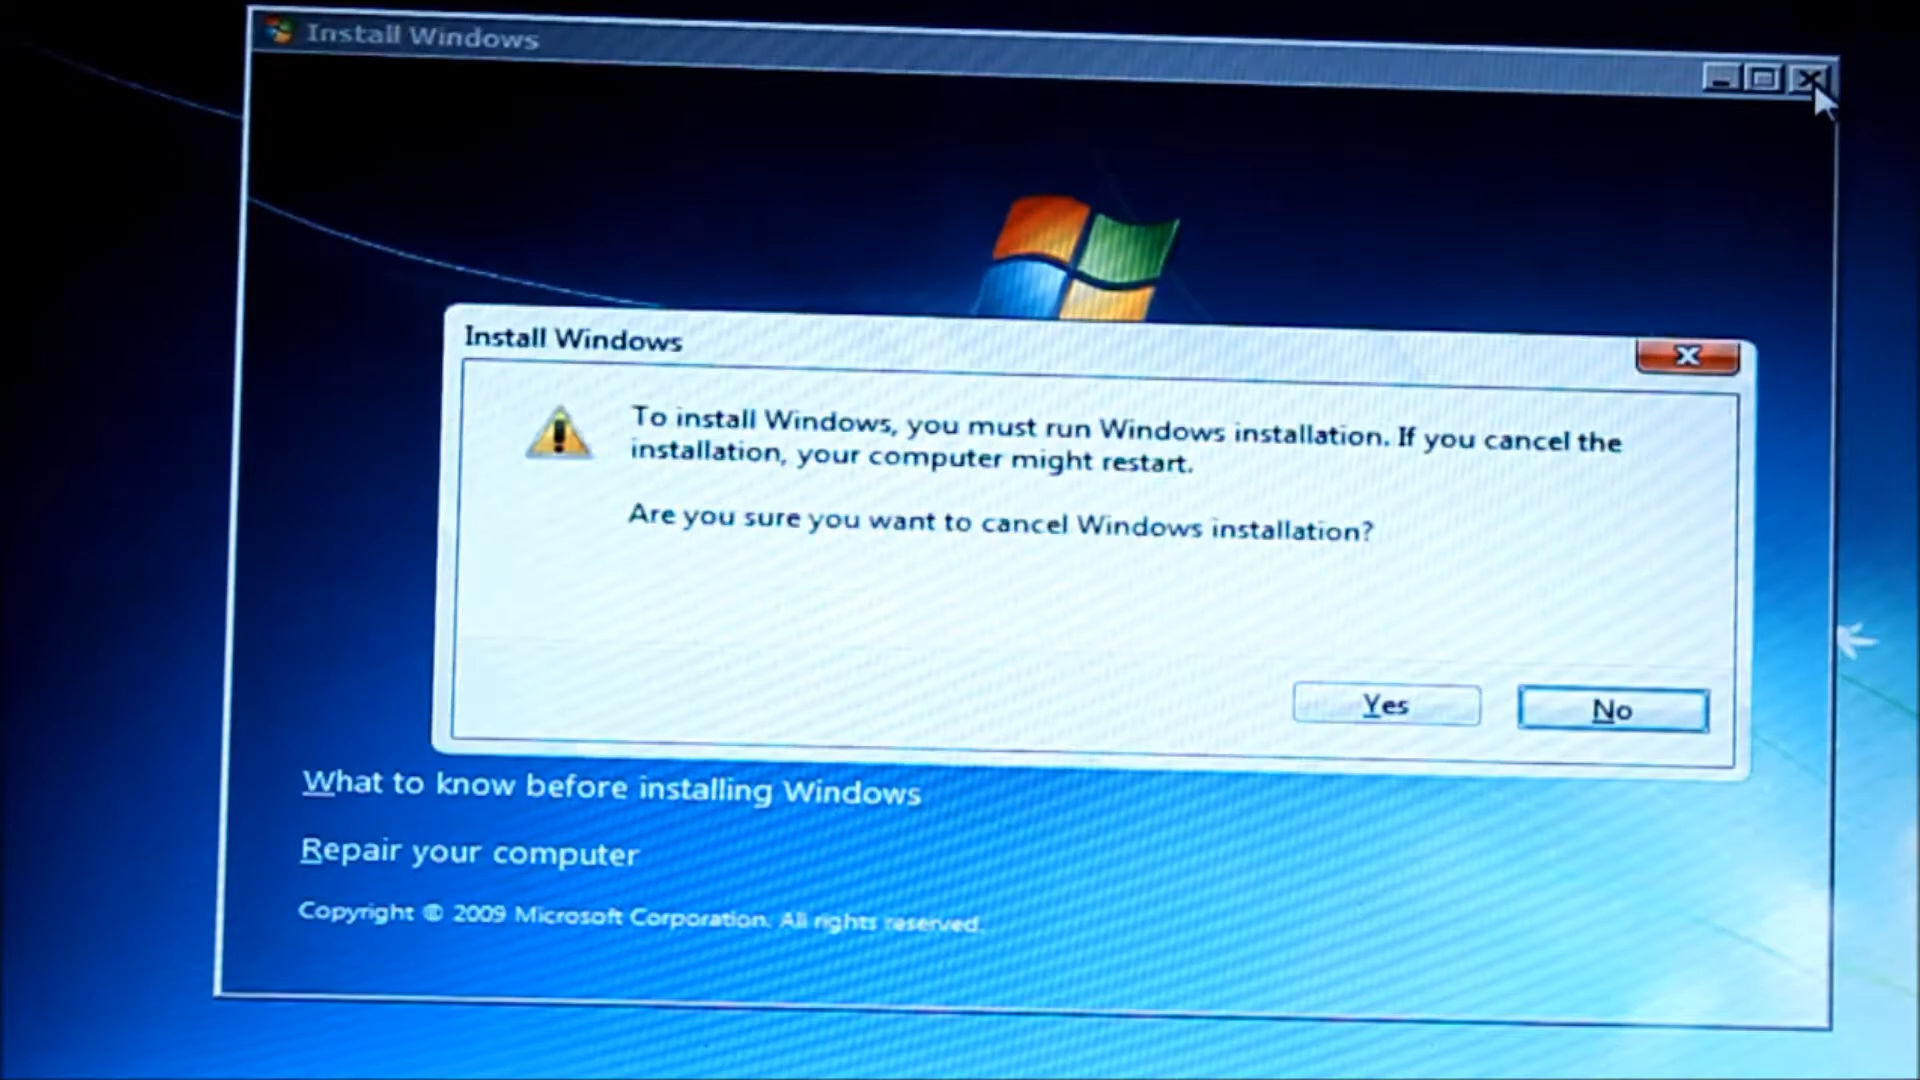 Install Windows
Install Windows
To install Windows, you must run Windows installation. If you cancel the
installation, your computer might restart.
Are you sure you want to cancel Windows installation?
Yes
No
What to know before installing Windows
Repair your computer
Copyright © 2009 Microsoft Corporation. All rights reserved.